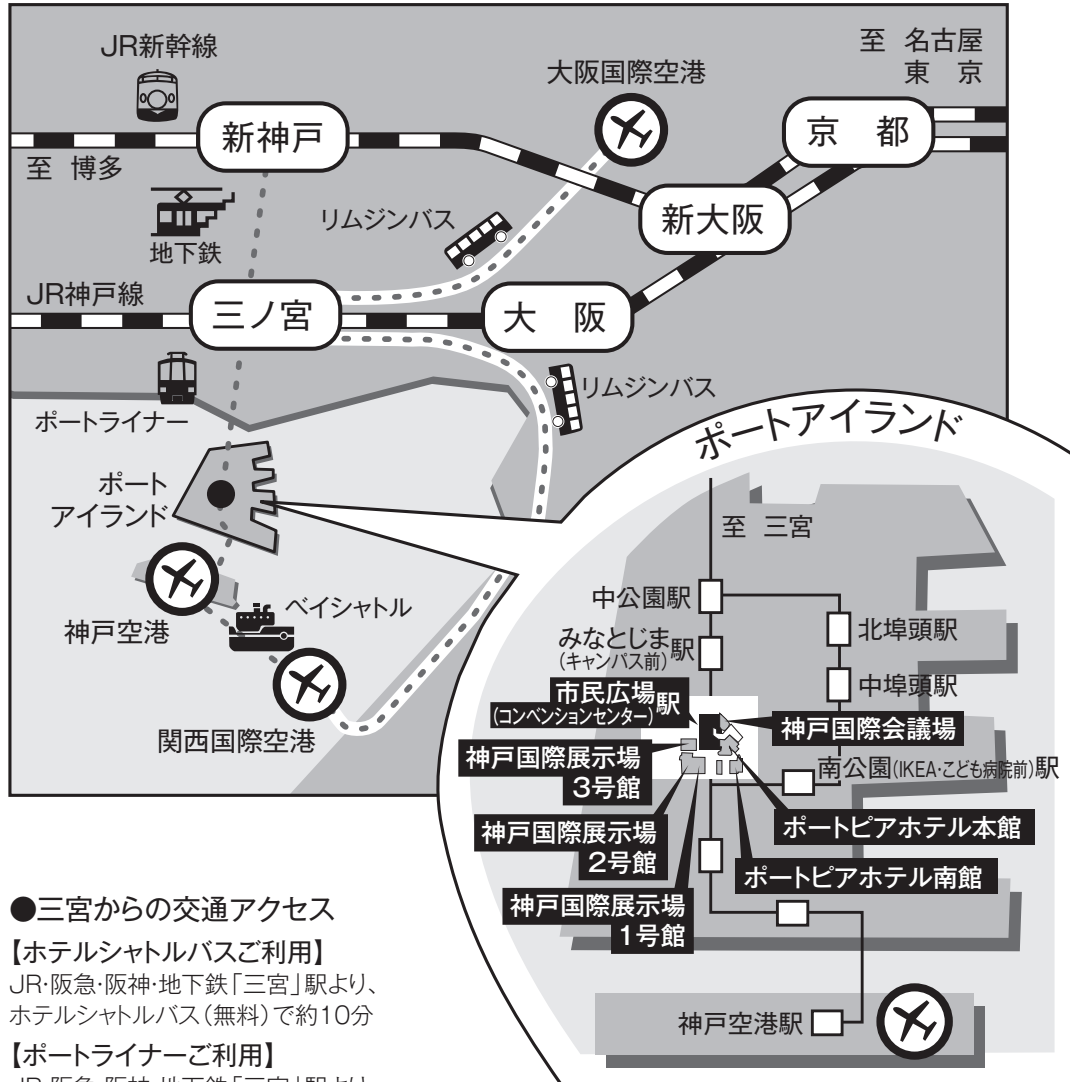 JR新幹線
至 名古屋
東 京
大阪国際空港
新神戸
京 都
至 博多
新大阪
リムジンバス
地下鉄
JR神戸線
三ノ宮
大 阪
リムジンバス
ポートライナー
ポート
アイランド
ベイシャトル
神戸空港
関西国際空港
ポートアイランド
至 三宮
中公園駅
北埠頭駅
みなとじま駅
(キャンパス前)
中埠頭駅
市民広場駅
(コンベンションセンター)
神戸国際会議場
神戸国際展示場
3号館
南公園(IKEA・こども病院前)駅
神戸国際展示場
2号館
ポートピアホテル本館
ポートピアホテル南館
神戸国際展示場
1号館
神戸空港駅
●三宮からの交通アクセス
【ホテルシャトルバスご利用】
JR・阪急・阪神・地下鉄「三宮」駅より、
ホテルシャトルバス(無料)で約10分
【ポートライナーご利用】
JR・阪急・阪神・地下鉄「三宮」駅より